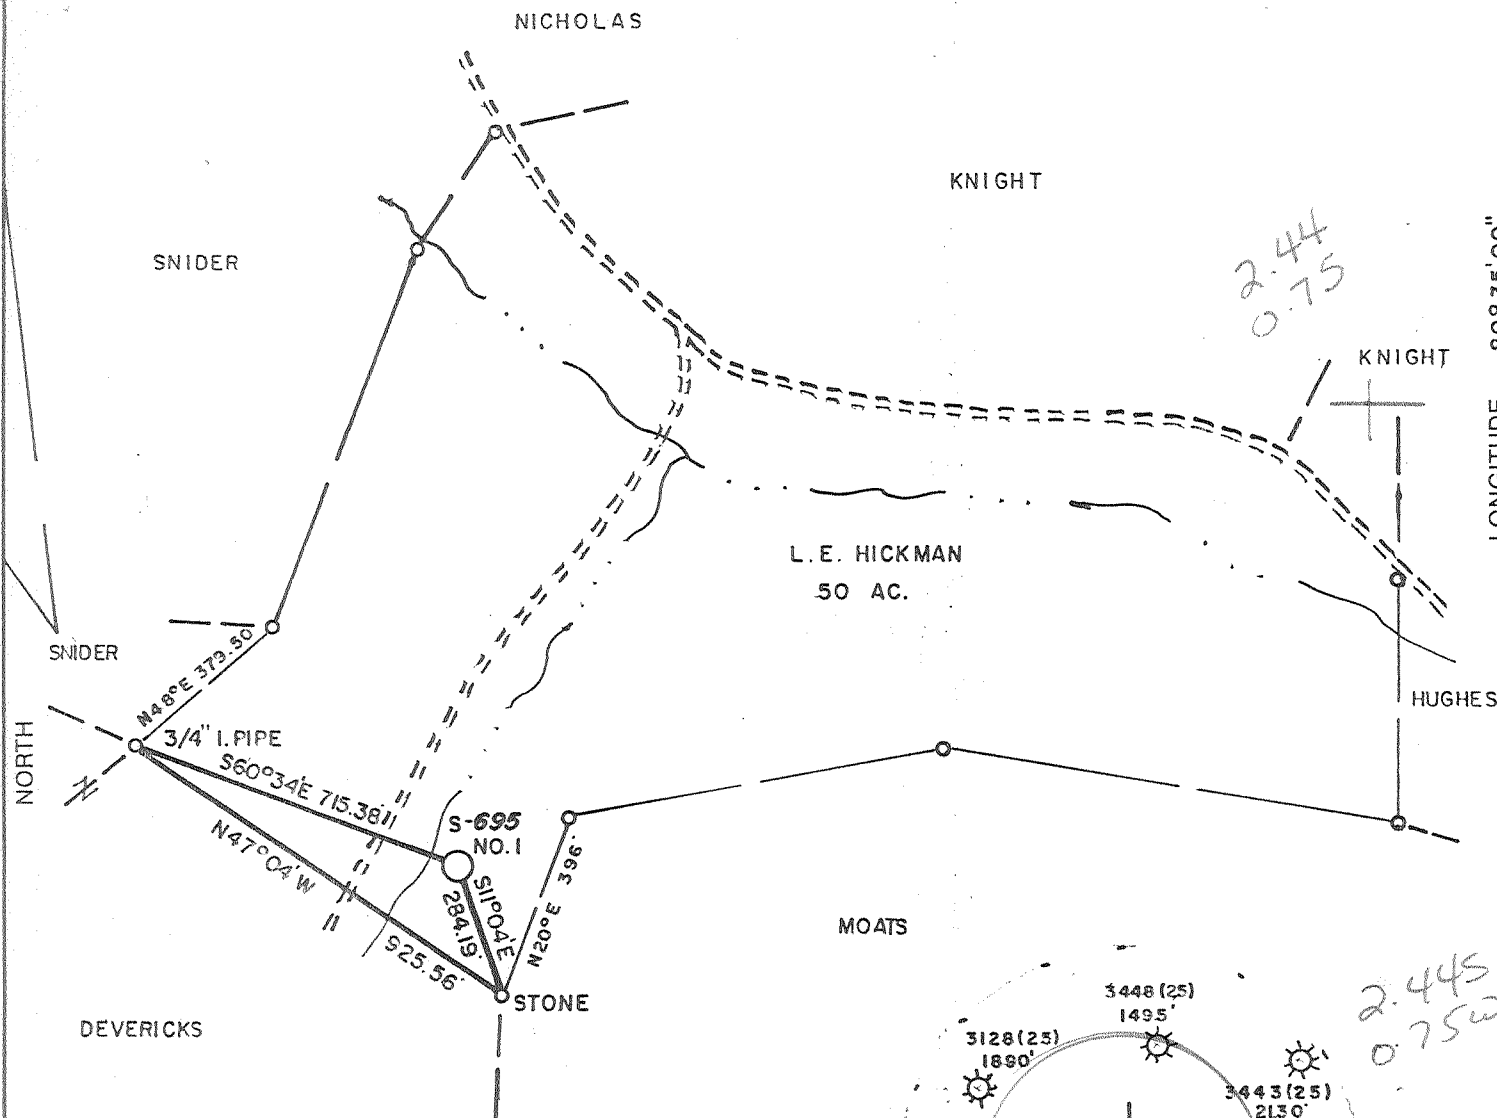 NICHOLAS
KNIGHT
SNIDER
2.44
0.75
KNIGHT
LONGITUDE
L. E. HICKMAN
50 AC.
SNIDER
N48°E 379.50
HUGHES
NORTH
3/4" I. PIPE
S60°34'E 715.38'
S-695
NO. 1
N47°04'W
925.56'
S11°04'E
284.19'
N20°E 396'
STONE
MOATS
DEVERICKS
2.445
0.75
3448(25)
1495'
3128(25)
1890'
3443(25)
2130'